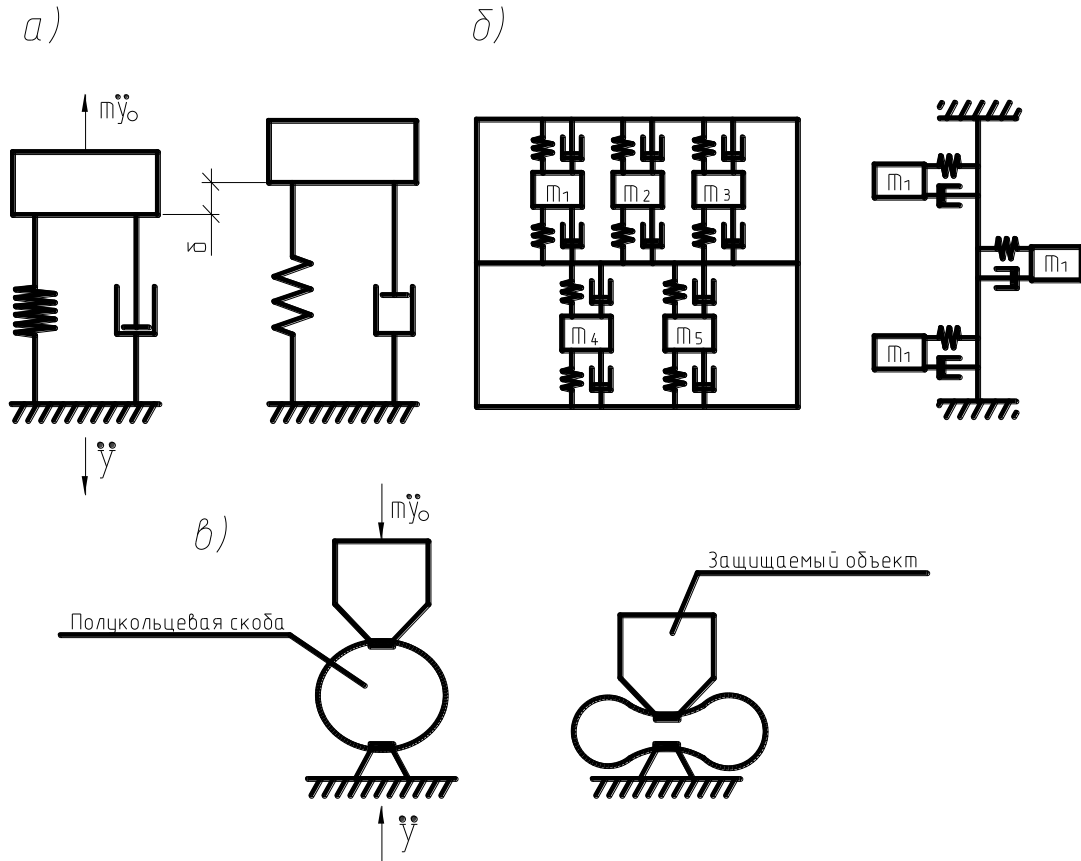 а)
б)
mÿ₀
δ
m₁
m₂
m₃
m₁
m₁
m₄
m₅
m₁
ÿ
в)
mÿ₀
Защищаемый объект
Полукольцевая скоба
ÿ